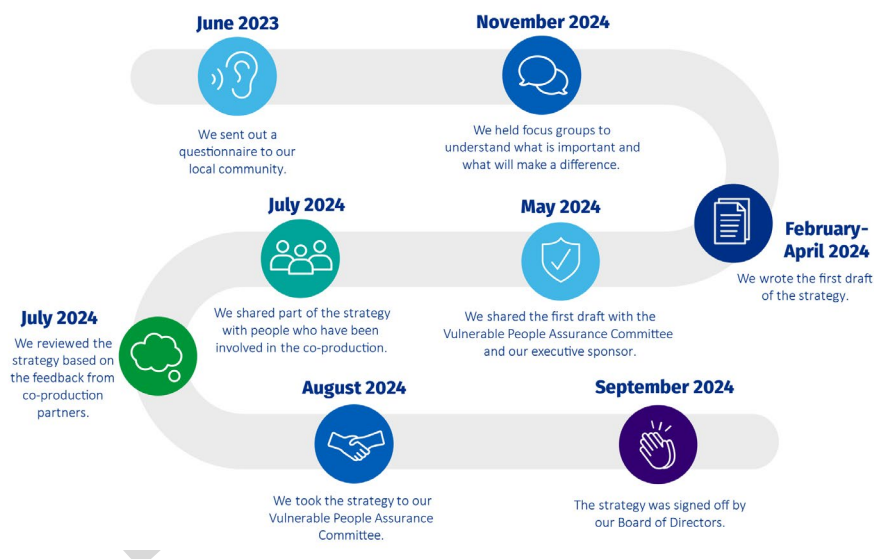 June 2023
We sent out a
questionnaire to our
local community.
November 2024
We held focus groups to
understand what is important and
what will make a difference.
February-
April 2024
We wrote the first draft
of the strategy.
May 2024
We shared the first draft with the
Vulnerable People Assurance Committee
and our executive sponsor.
July 2024
We shared part of the strategy
with people who have been
involved in the co-production.
July 2024
We reviewed the
strategy based on
the feedback from
co-production
partners.
August 2024
We took the strategy to our
Vulnerable People Assurance
Committee.
September 2024
The strategy was signed off by
our Board of Directors.